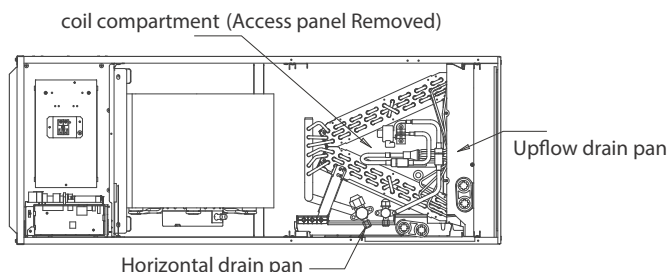 coil compartment (Access panel Removed)
Upflow drain pan
Horizontal drain pan